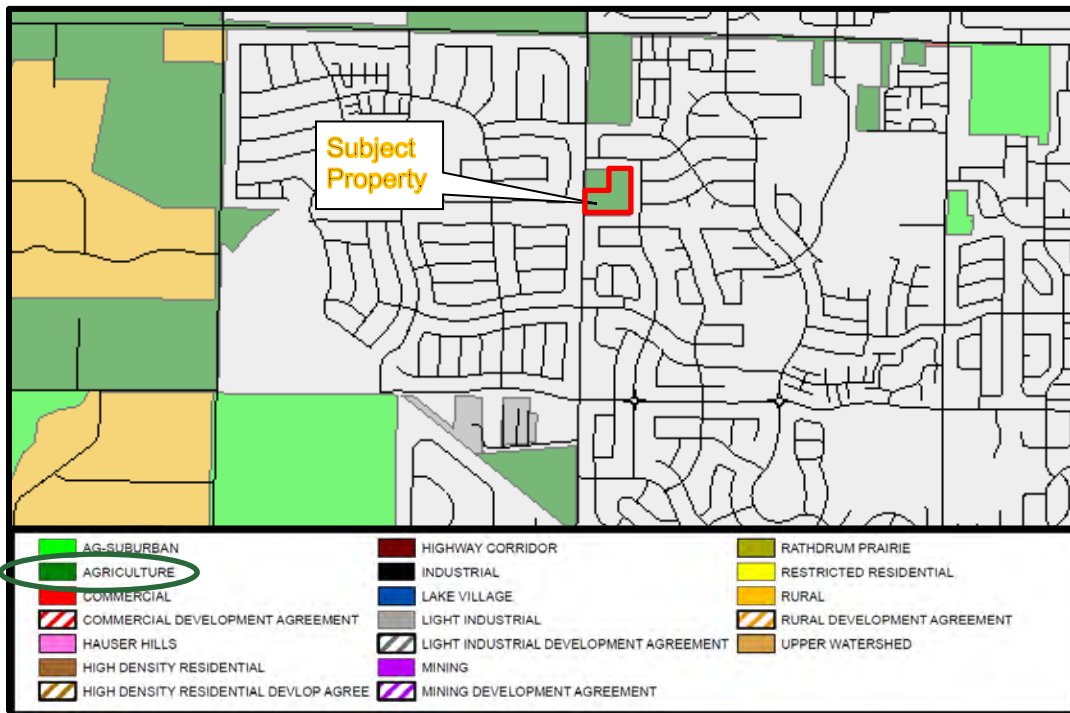 Subject
Property
AG-SUBURBAN
AGRICULTURE
COMMERCIAL
COMMERCIAL DEVELOPMENT AGREEMENT
HAUSER HILLS
HIGH DENSITY RESIDENTIAL
HIGH DENSITY RESIDENTIAL DEVLOP AGREE
HIGHWAY CORRIDOR
INDUSTRIAL
LAKE VILLAGE
LIGHT INDUSTRIAL
LIGHT INDUSTRIAL DEVELOPMENT AGREEMENT
MINING
MINING DEVELOPMENT AGREEMENT
RATHDRUM PRAIRIE
RESTRICTED RESIDENTIAL
RURAL
RURAL DEVELOPMENT AGREEMENT
UPPER WATERSHED